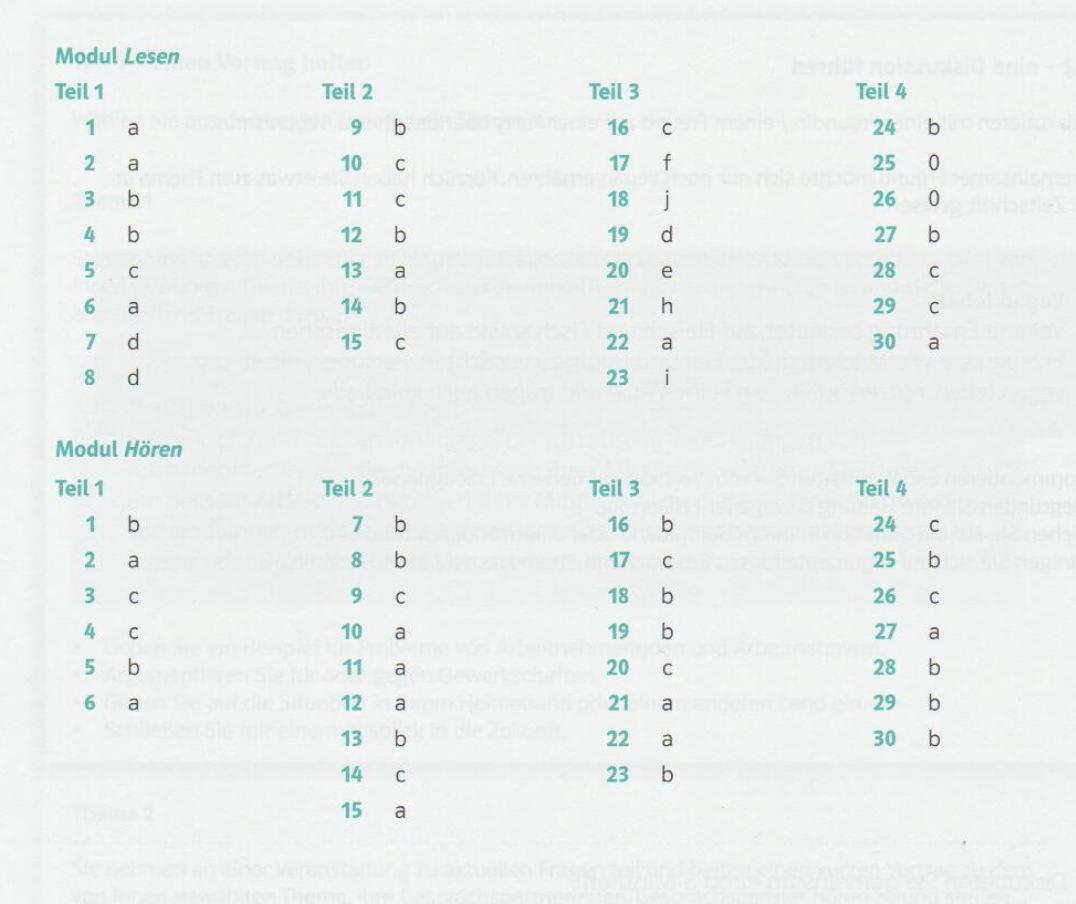 Modul Lesen
Teil 1 Teil 2 Teil 3 Teil 4
1 a 9 b 16 c 24 b
2 a 10 c 17 f 25 0
3 b 11 c 18 j 26 0
4 b 12 b 19 d 27 b
5 c 13 a 20 e 28 c
6 a 14 b 21 h 29 c
7 d 15 c 22 a 30 a
8 d 23 i
Modul Hören
Teil 1 Teil 2 Teil 3 Teil 4
1 b 7 b 16 b 24 c
2 a 8 b 17 c 25 b
3 c 9 c 18 b 26 c
4 c 10 a 19 b 27 a
5 b 11 a 20 c 28 b
6 a 12 a 21 a 29 b
13 b 22 a 30 b
14 c 23 b
15 a